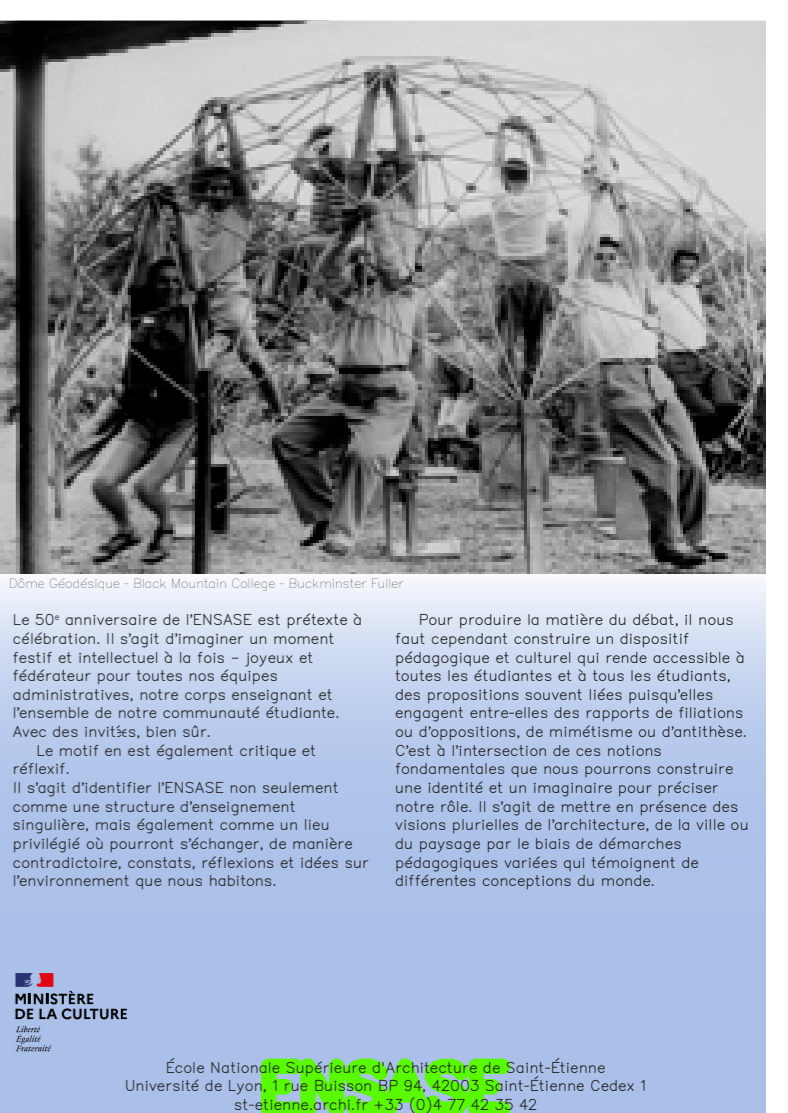 Dôme Géodésique - Black Mountain College - Buckminster Fuller
Le 50e anniversaire de l'ENSASE est prétexte à
célébration. Il s'agit d'imaginer un moment
festif et intellectuel à la fois – joyeux et
fédérateur pour toutes nos équipes
administratives, notre corps enseignant et
l'ensemble de notre communauté étudiante.
Avec des invité·es, bien sûr.
Le motif en est également critique et
réflexif.
Il s'agit d'identifier l'ENSASE non seulement
comme une structure d'enseignement
singulière, mais également comme un lieu
privilégié où pourront s'échanger, de manière
contradictoire, constats, réflexions et idées sur
l'environnement que nous habitons.
Pour produire la matière du débat, il nous
faut cependant construire un dispositif
pédagogique et culturel qui rende accessible à
toutes les étudiantes et à tous les étudiants,
des propositions souvent liées puisqu'elles
engagent entre-elles des rapports de filiations
ou d'oppositions, de mimétisme ou d'antithèse.
C'est à l'intersection de ces notions
fondamentales que nous pourrons construire
une identité et un imaginaire pour préciser
notre rôle. Il s'agit de mettre en présence des
visions plurielles de l'architecture, de la ville ou
du paysage par le biais de démarches
pédagogiques variées qui témoignent de
différentes conceptions du monde.
MINISTÈRE
DE LA CULTURE
Liberté
Égalité
Fraternité
ENSASE
École Nationale Supérieure d'Architecture de Saint-Étienne
Université de Lyon, 1 rue Buisson BP 94, 42003 Saint-Étienne Cedex 1
st-etienne.archi.fr +33 (0)4 77 42 35 42